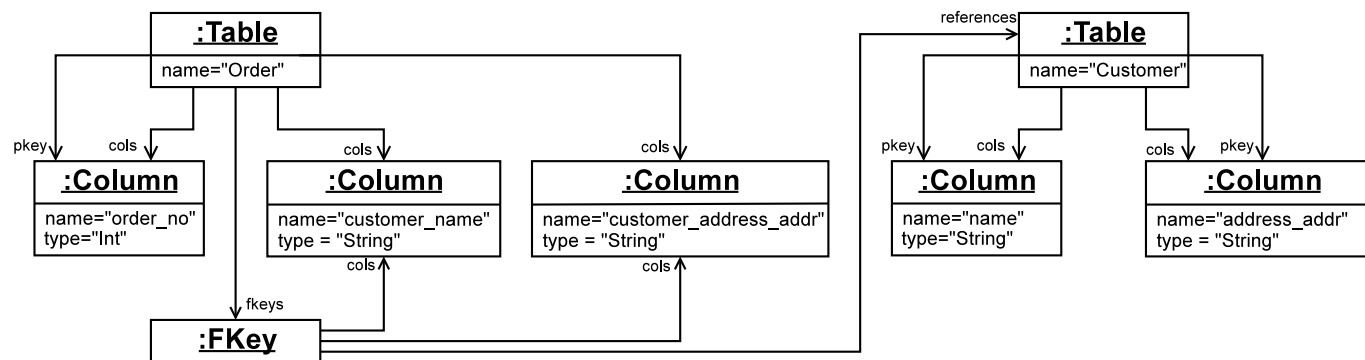 references
:Table
name="Order"
:Table
name="Customer"
pkey
cols
cols
cols
pkey
cols
cols
pkey
:Column
name="order_no"
type="Int"
:Column
name="customer_name"
type = "String"
:Column
name="customer_address_addr"
type = "String"
:Column
name="name"
type="String"
:Column
name="address_addr"
type = "String"
cols
cols
fkeys
:FKey